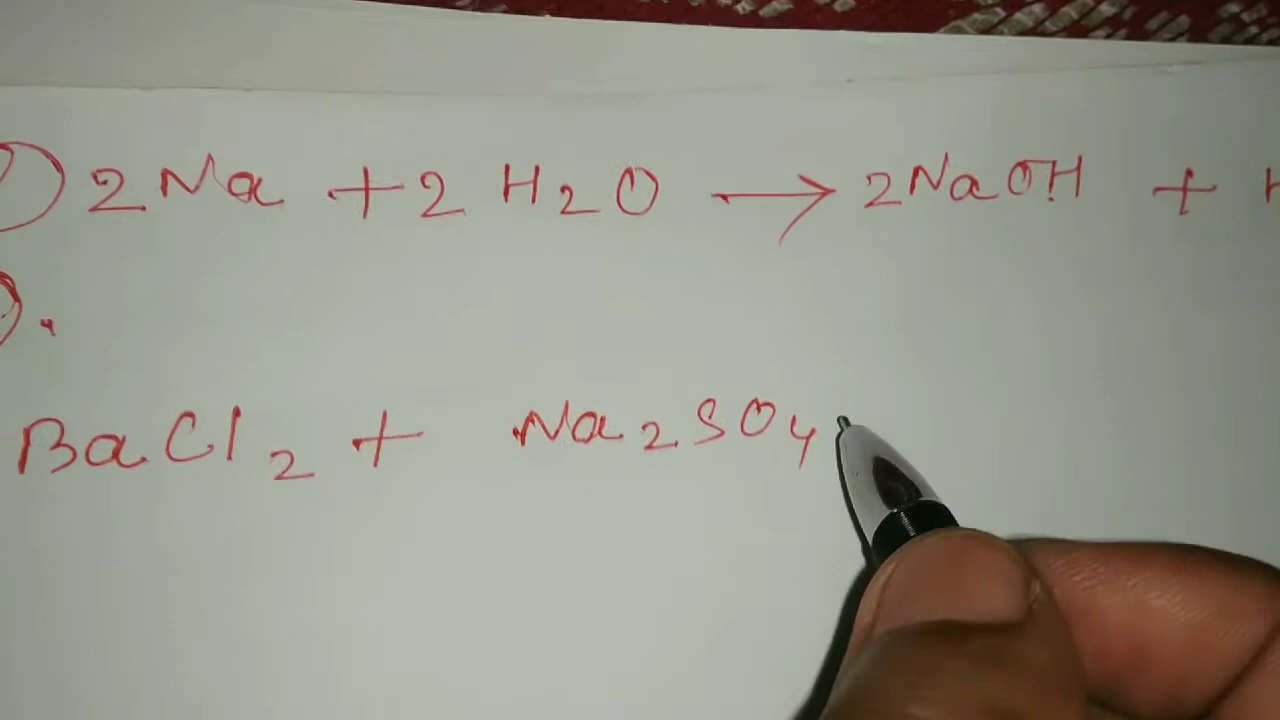 2Na + 2H2O → 2NaOH + H
.
BaCl2 + Na2SO4